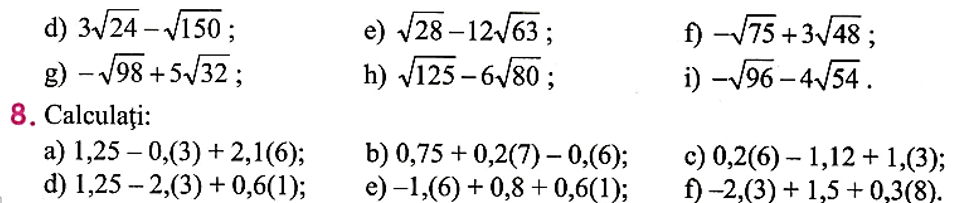 d) 3√24 − √150 ; e) √28 − 12√63 ; f) −√75 + 3√48 ;
g) −√98 + 5√32 ; h) √125 − 6√80 ; i) −√96 − 4√54 .
8. Calculaţi:
a) 1,25 − 0,(3) + 2,1(6); b) 0,75 + 0,2(7) − 0,(6); c) 0,2(6) − 1,12 + 1,(3);
d) 1,25 − 2,(3) + 0,6(1); e) −1,(6) + 0,8 + 0,6(1); f) −2,(3) + 1,5 + 0,3(8).